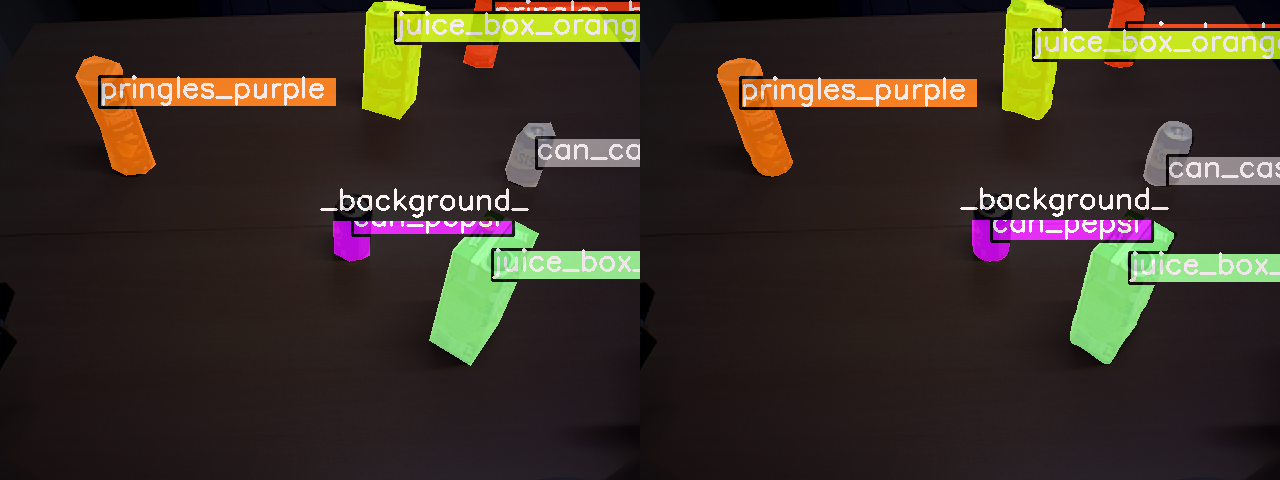 juice_box_orang
pringles_purple
can_ca
_background_
can_pepsi
juice_box_
juice_box_orange
pringles_purple
can_cas
_background_
can_pepsi
juice_box_